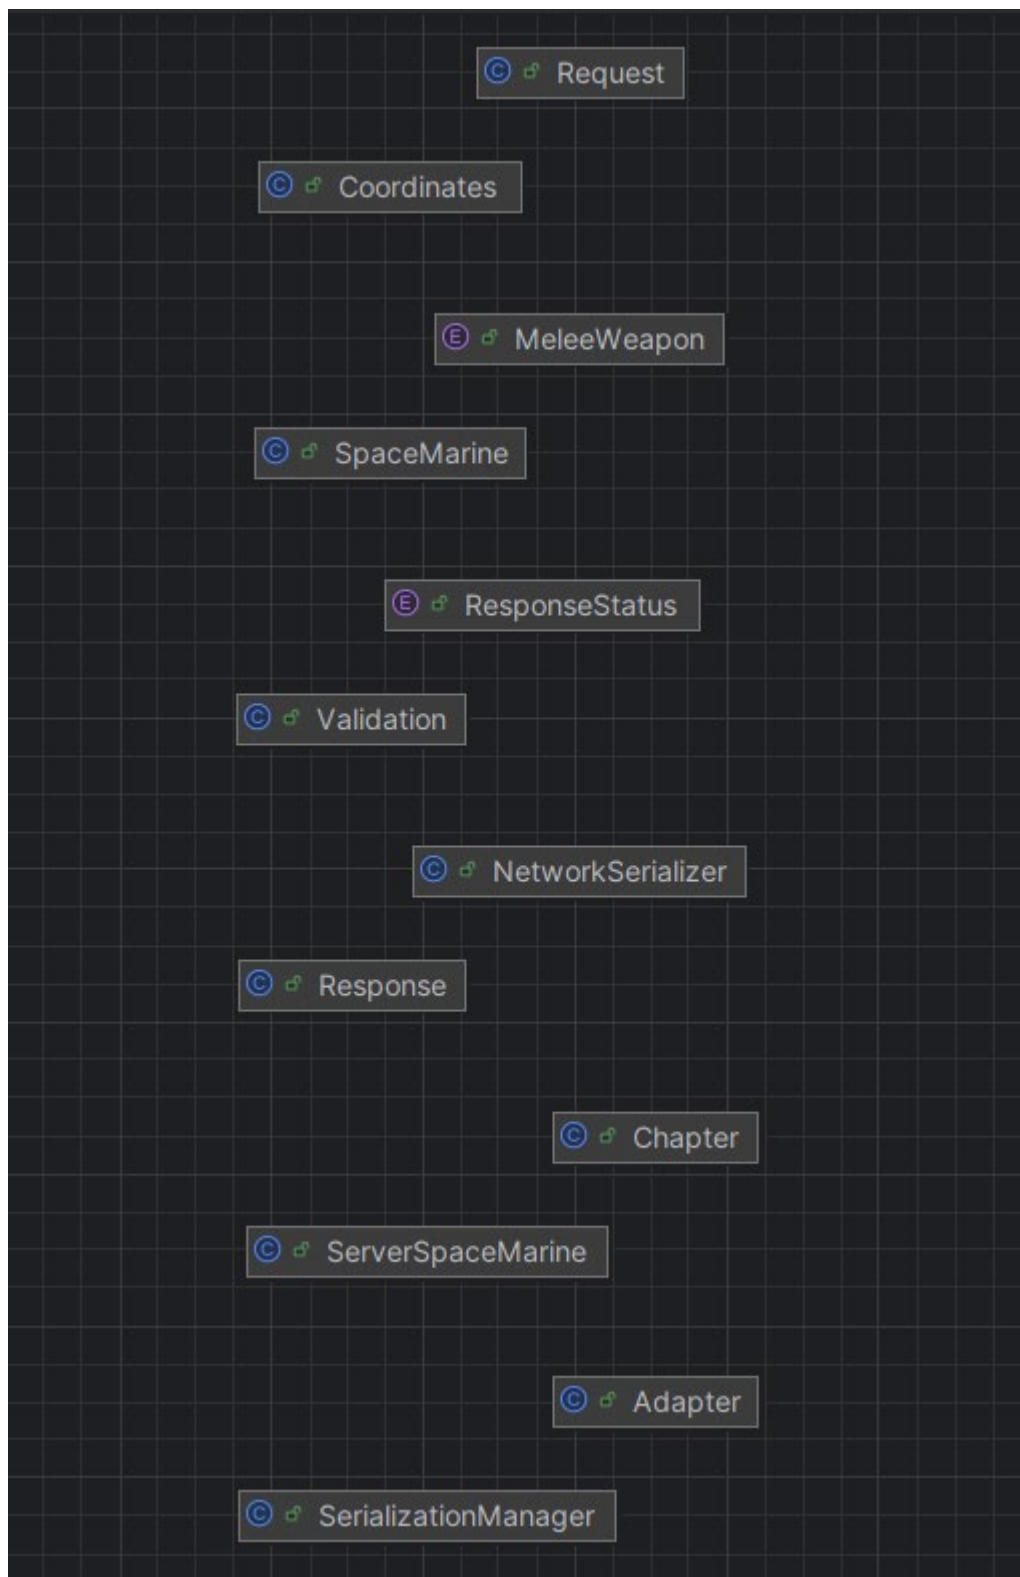 C Request
C Coordinates
E MeleeWeapon
C SpaceMarine
E ResponseStatus
C Validation
C NetworkSerializer
C Response
C Chapter
C ServerSpaceMarine
C Adapter
C SerializationManager